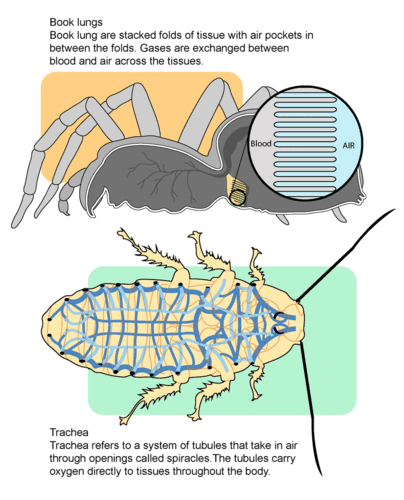 Book lungs
Book lung are stacked folds of tissue with air pockets in
between the folds. Gases are exchanged between
blood and air across the tissues.
Blood
AIR
Trachea
Trachea refers to a system of tubules that take in air
through openings called spiracles.The tubules carry
oxygen directly to tissues throughout the body.